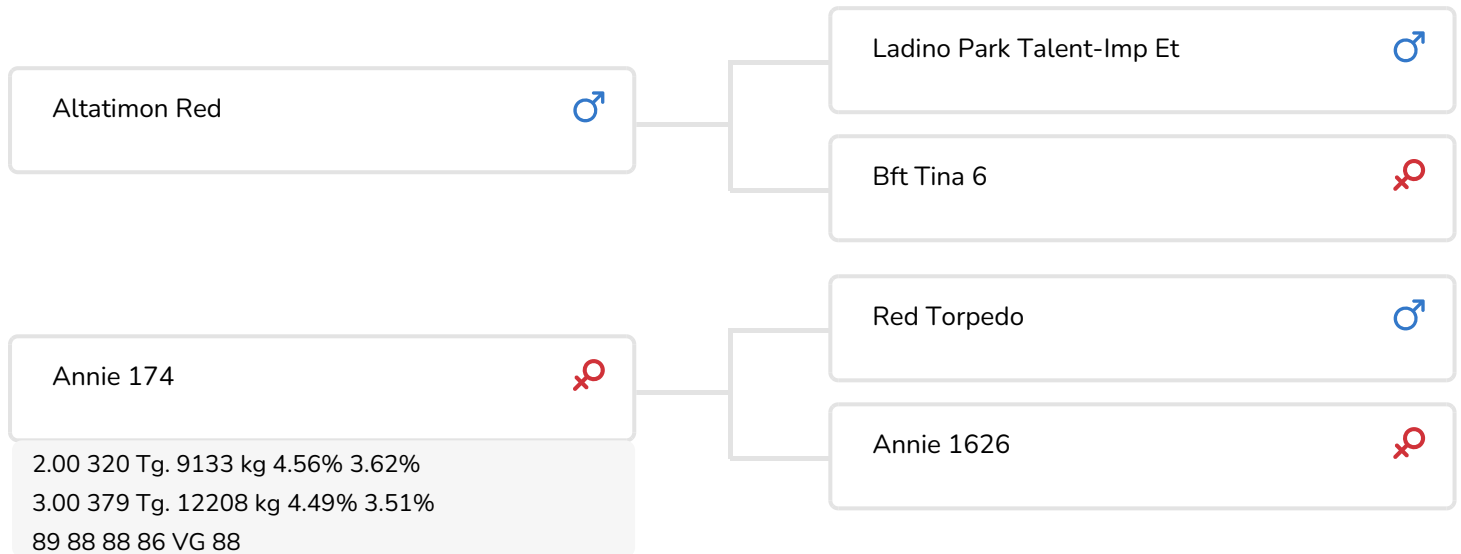 Ladino Park Talent-Imp Et
Altatimon Red
Bft Tina 6
Red Torpedo
Annie 174
Annie 1626
2.00 320 Tg. 9133 kg 4.56% 3.62%
3.00 379 Tg. 12208 kg 4.49% 3.51%
89 88 88 86 VG 88